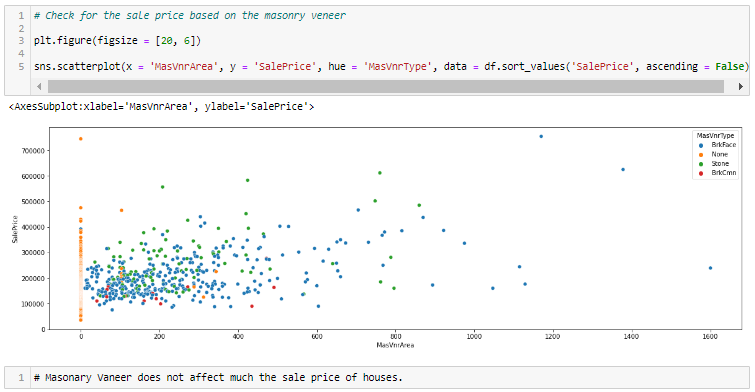 1 # Check for the sale price based on the masonry veneer
2
3 plt.figure(figsize = [20, 6])
4
5 sns.scatterplot(x = 'MasVnrArea', y = 'SalePrice', hue = 'MasVnrType', data = df.sort_values('SalePrice', ascending = False)
<AxesSubplot:xlabel='MasVnrArea', ylabel='SalePrice'>
MasVnrType
BrkFace
None
Stone
BrkCmn
700000
600000
500000
400000
300000
200000
100000
0
SalePrice
0 200 400 600 800 1000 1200 1400 1600
MasVnrArea
1 # Masonary Vaneer does not affect much the sale price of houses.